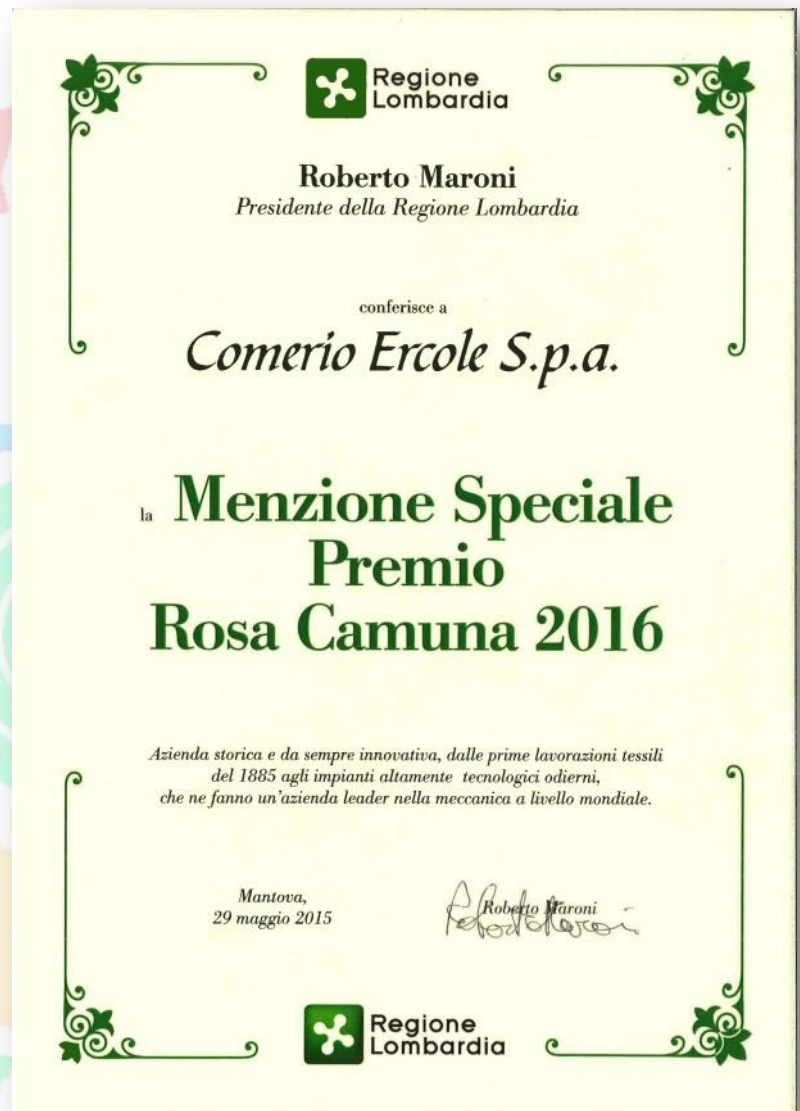 Regione
Lombardia
Roberto Maroni
Presidente della Regione Lombardia
conferisce a
Comerio Ercole S.p.a.
la Menzione Speciale
Premio
Rosa Camuna 2016
Azienda storica e da sempre innovativa, dalle prime lavorazioni tessili
del 1885 agli impianti altamente tecnologici odierni,
che ne fanno un'azienda leader nella meccanica a livello mondiale.
Mantova,
29 maggio 2015
Roberto Maroni
Roberto Maroni
Regione
Lombardia